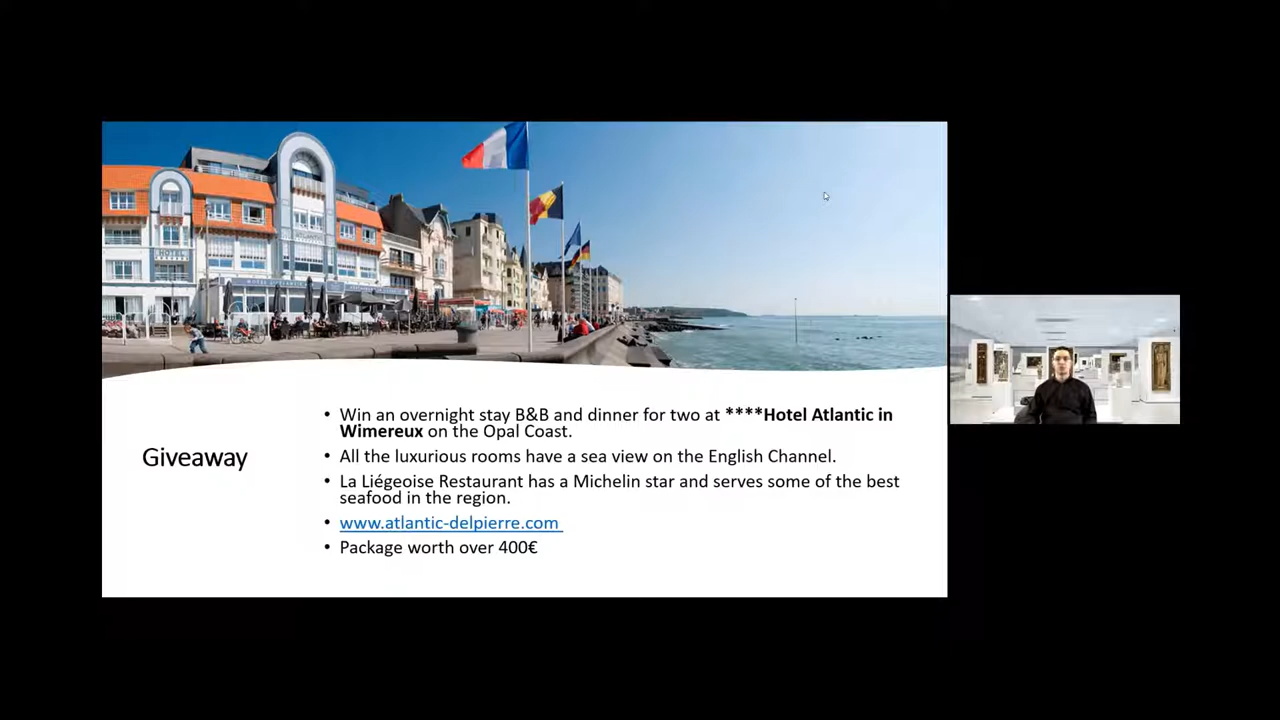 HOTEL
ATLANTIC
Giveaway
• Win an overnight stay B&B and dinner for two at ****Hotel Atlantic in
Wimereux on the Opal Coast.
• All the luxurious rooms have a sea view on the English Channel.
• La Liégeoise Restaurant has a Michelin star and serves some of the best
seafood in the region.
• www.atlantic-delpierre.com
• Package worth over 400€